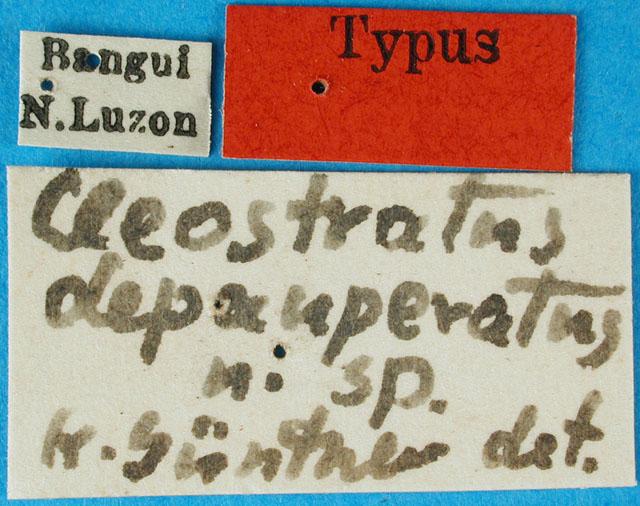 Bangui
N. Luzon
Typus
Cleostratus
depauperatus
n. sp.
K. Günther det.